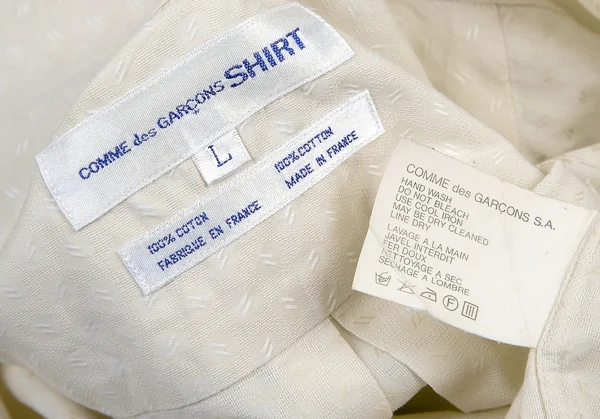 COMME des GARÇONS SHIRT
L
100% COTON 100% COTTON
FABRIQUE EN FRANCE MADE IN FRANCE
COMME des GARÇONS S.A.
HAND WASH
DO NOT BLEACH
USE COOL IRON
MAY BE DRY CLEANED
LINE DRY
LAVAGE A LA MAIN
JAVEL INTERDIT
FER DOUX
NETTOYAGE A SEC
SECHAGE A LOMBRE
A F